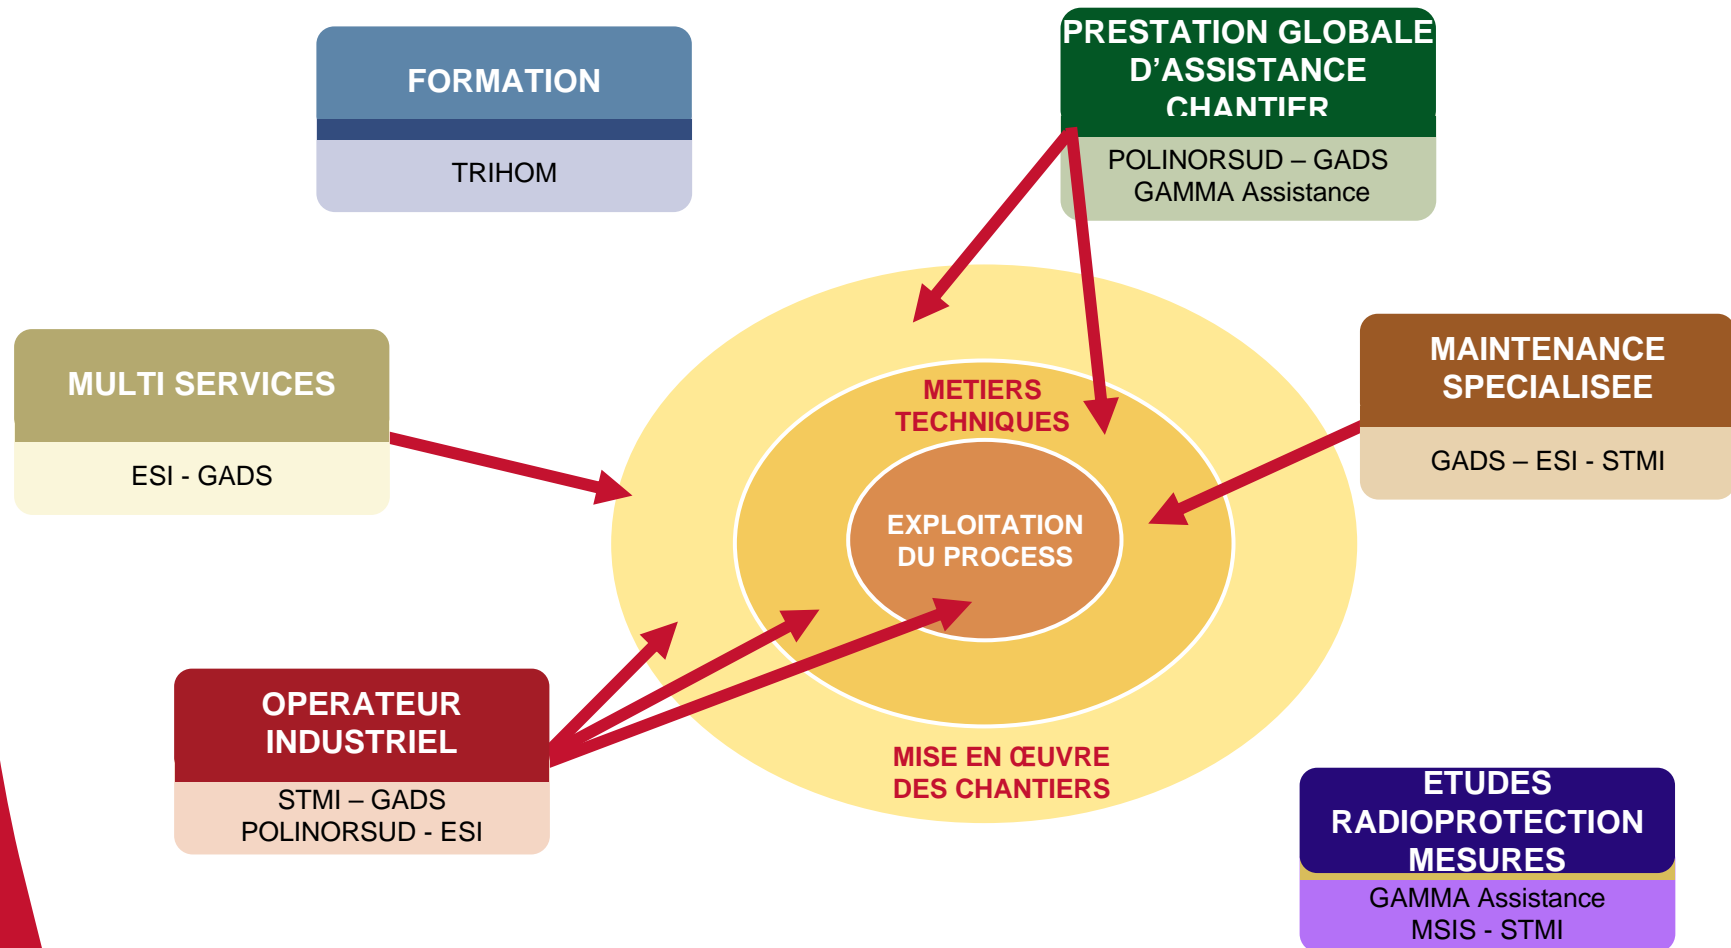 FORMATION
TRIHOM
PRESTATION GLOBALE
D’ASSISTANCE
CHANTIER
POLINORSUD – GADS
GAMMA Assistance
MULTI SERVICES
ESI - GADS
METIERS
TECHNIQUES
EXPLOITATION
DU PROCESS
MISE EN ŒUVRE
DES CHANTIERS
MAINTENANCE
SPECIALISEE
GADS – ESI - STMI
OPERATEUR
INDUSTRIEL
STMI – GADS
POLINORSUD - ESI
ETUDES
RADIOPROTECTION
MESURES
GAMMA Assistance
MSIS - STMI